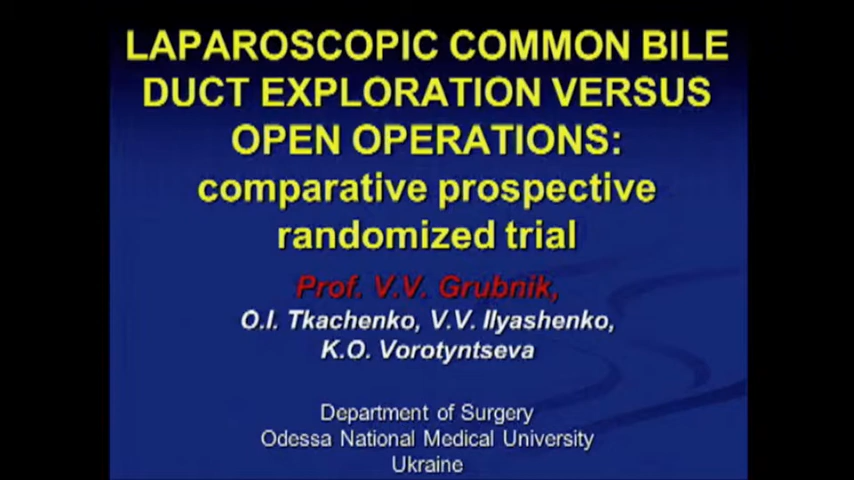 LAPAROSCOPIC COMMON BILE
DUCT EXPLORATION VERSUS
OPEN OPERATIONS:
comparative prospective
randomized trial
Prof. V.V. Grubnik,
O.I. Tkachenko, V.V. Ilyashenko,
K.O. Vorotyntseva
Department of Surgery
Odessa National Medical University
Ukraine